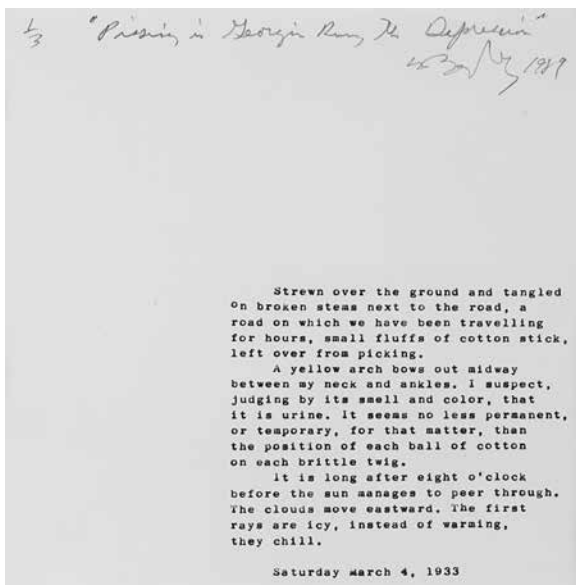 1/3 "Pissing in Georgia During The Depression"
1989
Strewn over the ground and tangled
on broken stems next to the road, a
road on which we have been travelling
for hours, small fluffs of cotton stick,
left over from picking.
A yellow arch bows out midway
between my neck and ankles. I suspect,
judging by its smell and color, that
it is urine. It seems no less permanent,
or temporary, for that matter, than
the position of each ball of cotton
on each brittle twig.
It is long after eight o'clock
before the sun manages to peer through.
The clouds move eastward. The first
rays are icy, instead of warming,
they chill.
Saturday March 4, 1933